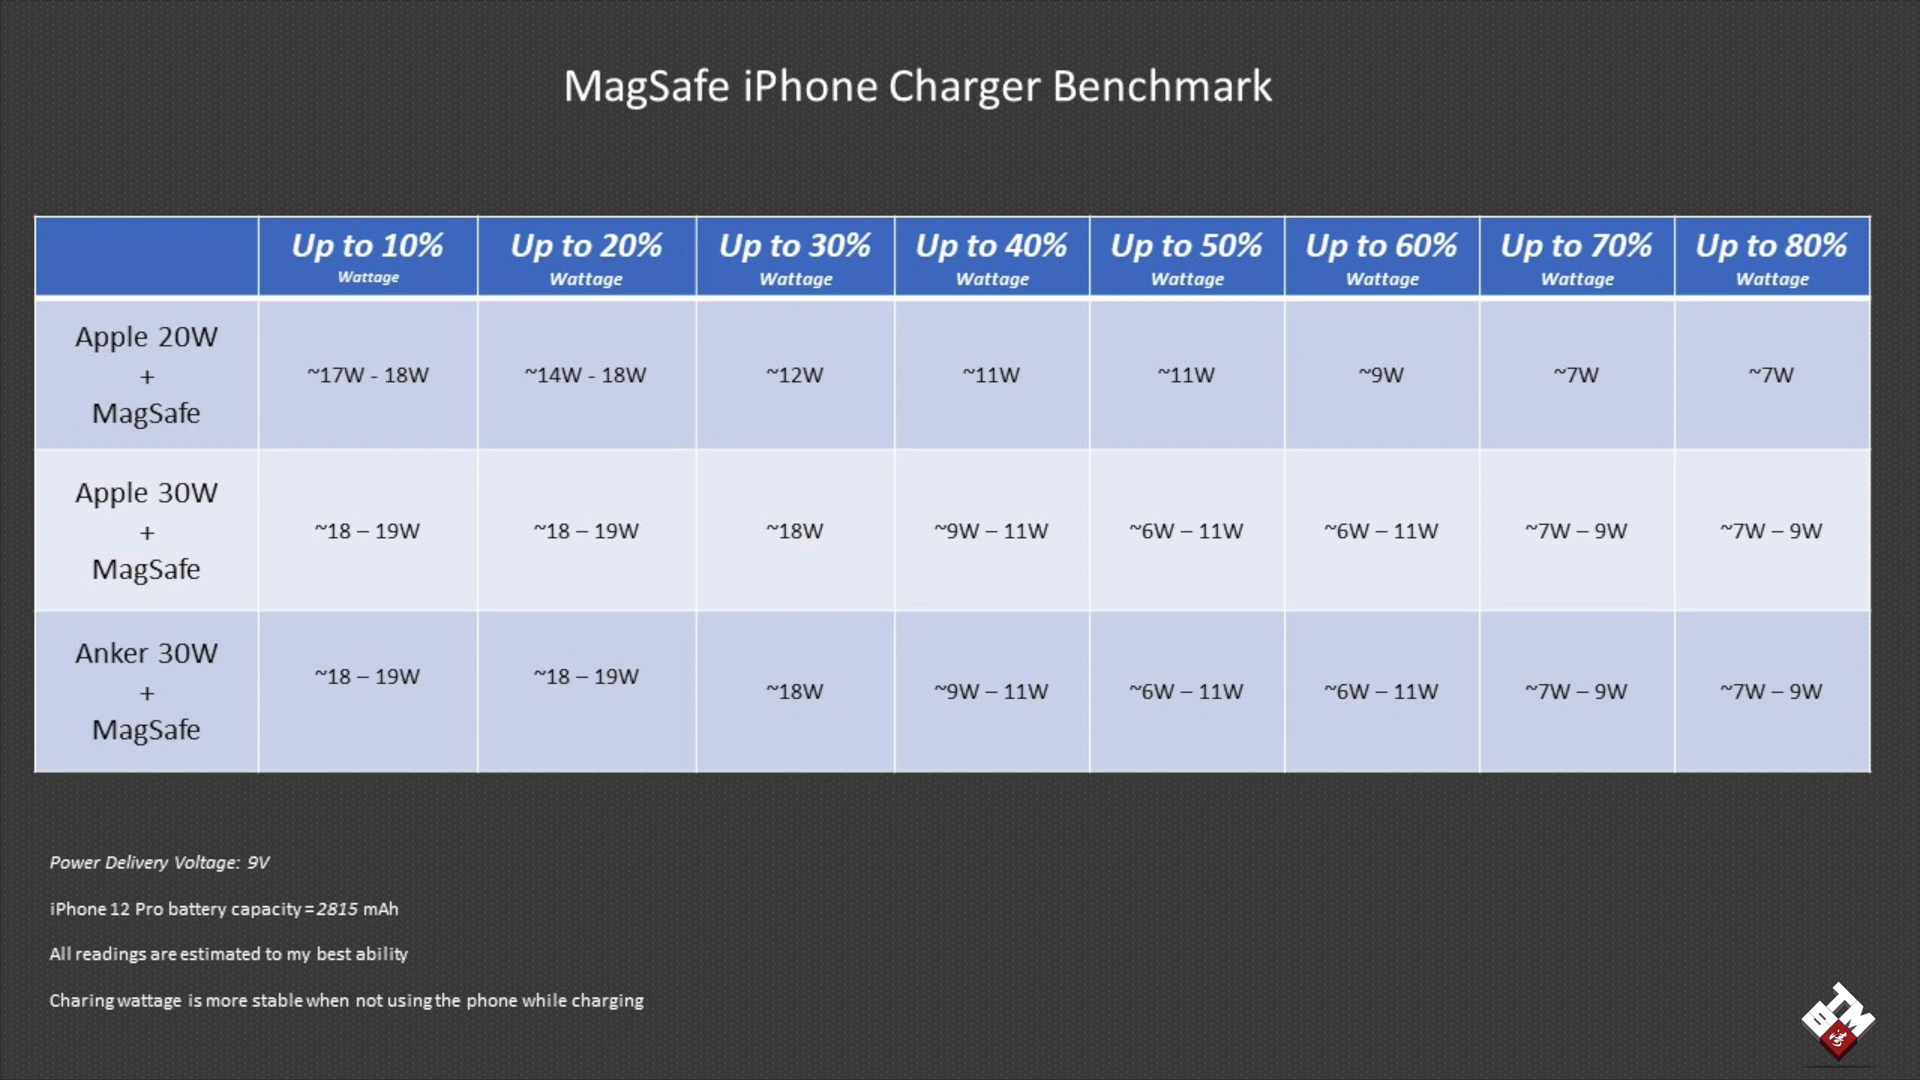 MagSafe iPhone Charger Benchmark
Up to 10% Up to 20% Up to 30% Up to 40% Up to 50% Up to 60% Up to 70% Up to 80%
Wattage Wattage Wattage Wattage Wattage Wattage Wattage Wattage
Apple 20W
+
MagSafe
~17W - 18W ~14W - 18W ~12W ~11W ~11W ~9W ~7W ~7W
Apple 30W
+
MagSafe
~18 – 19W ~18 – 19W ~18W ~9W – 11W ~6W – 11W ~6W – 11W ~7W – 9W ~7W – 9W
Anker 30W
+
MagSafe
~18 – 19W ~18 – 19W ~18W ~9W – 11W ~6W – 11W ~6W – 11W ~7W – 9W ~7W – 9W
Power Delivery Voltage: 9V
iPhone 12 Pro battery capacity = 2815 mAh
All readings are estimated to my best ability
Charing wattage is more stable when not using the phone while charging